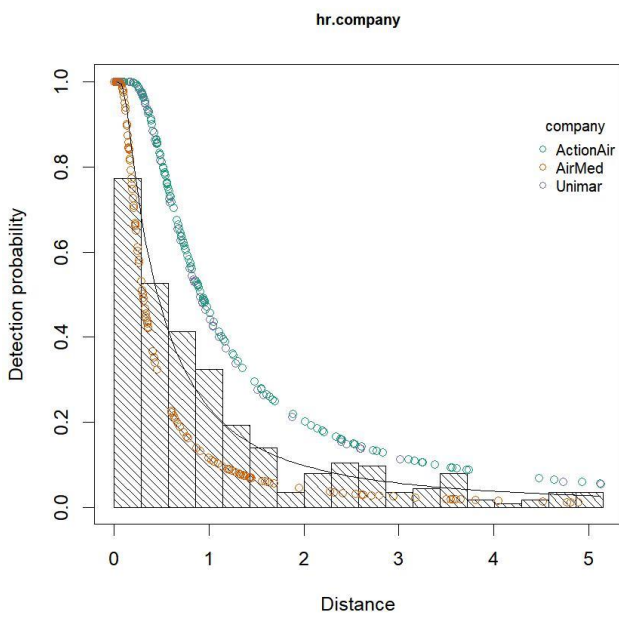 hr.company
Detection probability
1.0
0.8
0.6
0.4
0.2
0.0
company
ActionAir
AirMed
Unimar
0
1
2
3
4
5
Distance